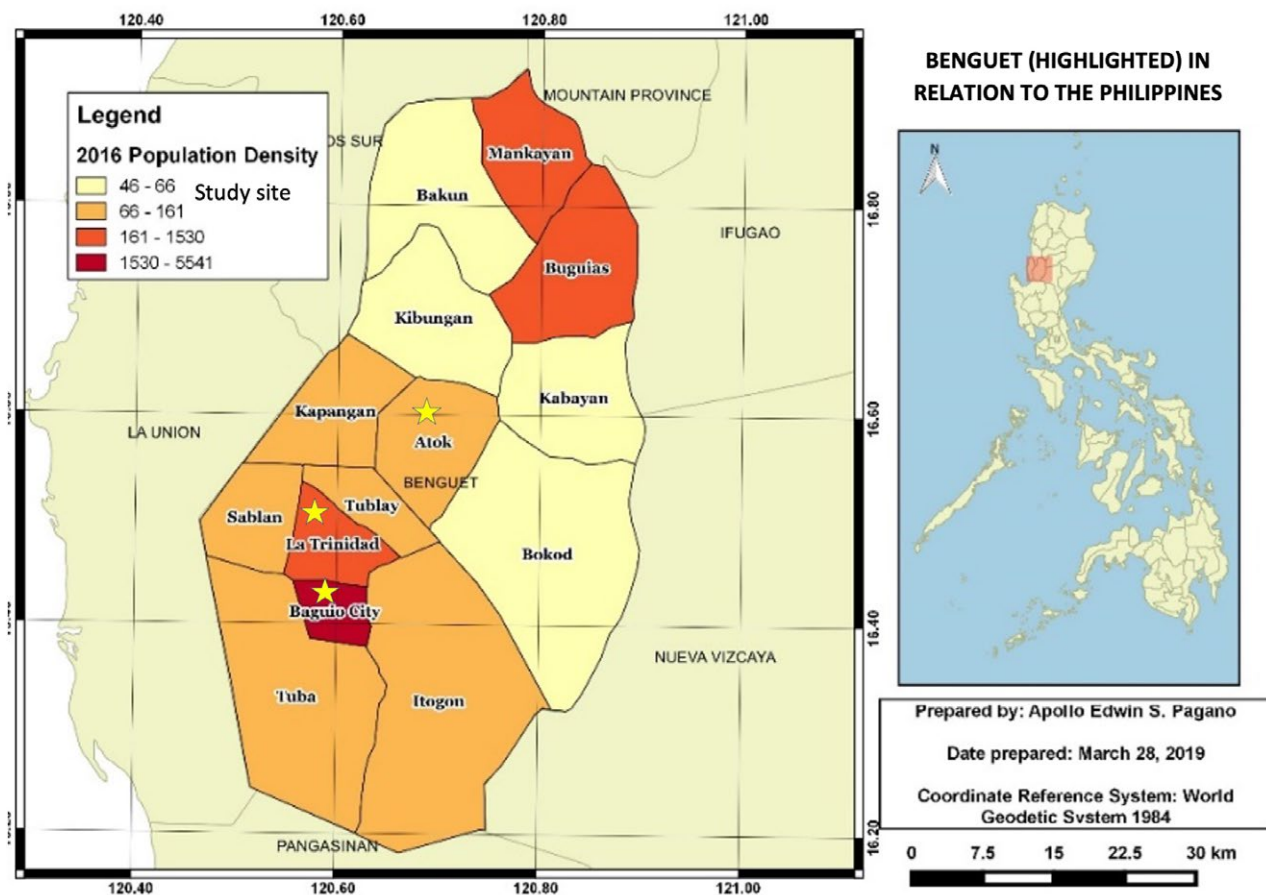 120.40 120.60 120.80 121.00
BENGUET (HIGHLIGHTED) IN
RELATION TO THE PHILIPPINES
MOUNTAIN PROVINCE
Legend
2016 Population Density
46 - 66 Study site
66 - 161
161 - 1530
1530 - 5541
OS SUR
Mankayan
Bakun
16.80
IFUGAO
Buguias
Kibungan
Kabayan
Kapangan
16.60
LA UNION
Atok
BENGUET
Sablan
Tublay
La Trinidad
Bokod
Baguio City
16.40
NUEVA VIZCAYA
Tuba
Itogon
16.20
PANGASINAN
120.40 120.60 120.80 121.00
N
Prepared by: Apollo Edwin S. Pagano
Date prepared: March 28, 2019
Coordinate Reference System: World
Geodetic System 1984
0 7.5 15 22.5 30 km